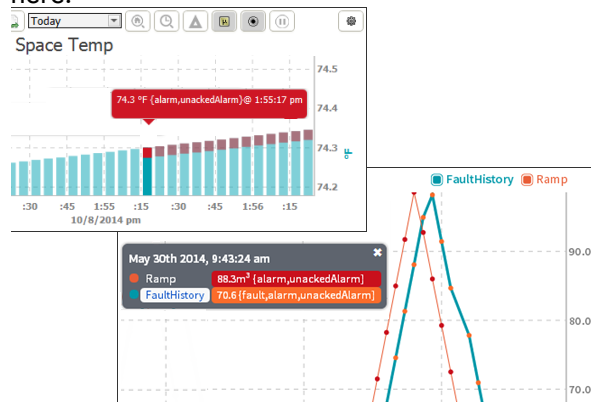 Today
Space Temp
74.5
74.4
74.3 °F {alarm,unackedAlarm}@ 1:55:17 pm
74.3
°F
74.2
:30 :45 1:55 :15 :30 :45 1:56 :15
10/8/2014 pm
FaultHistory Ramp
May 30th 2014, 9:43:24 am
Ramp 88.3m³ {alarm,unackedAlarm}
FaultHistory 70.6 {fault,alarm,unackedAlarm}
90.0
80.0
70.0